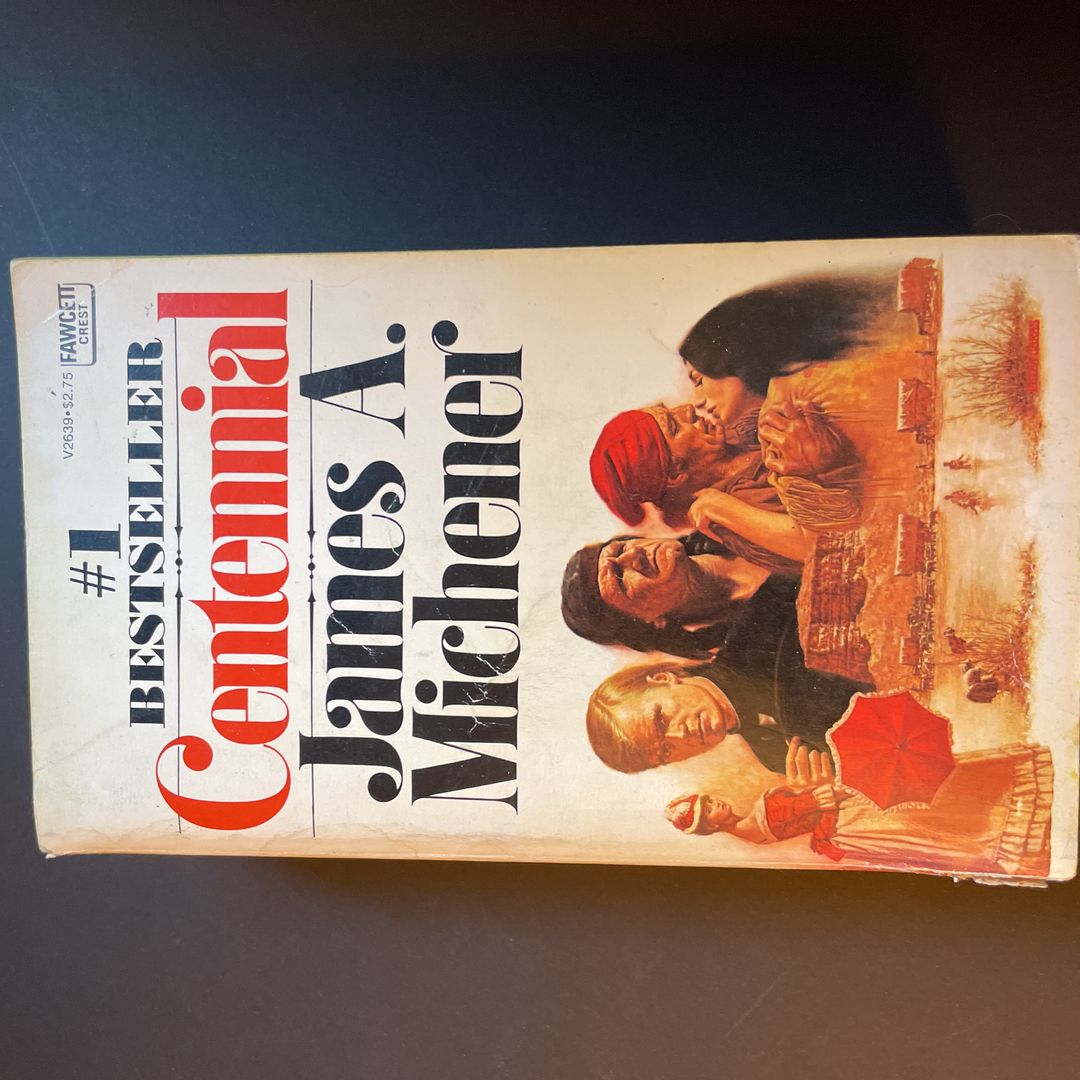 V2639 • $2.75
FAWCETT
CREST
#1
BESTSELLER
Centennial
James A.
Michener